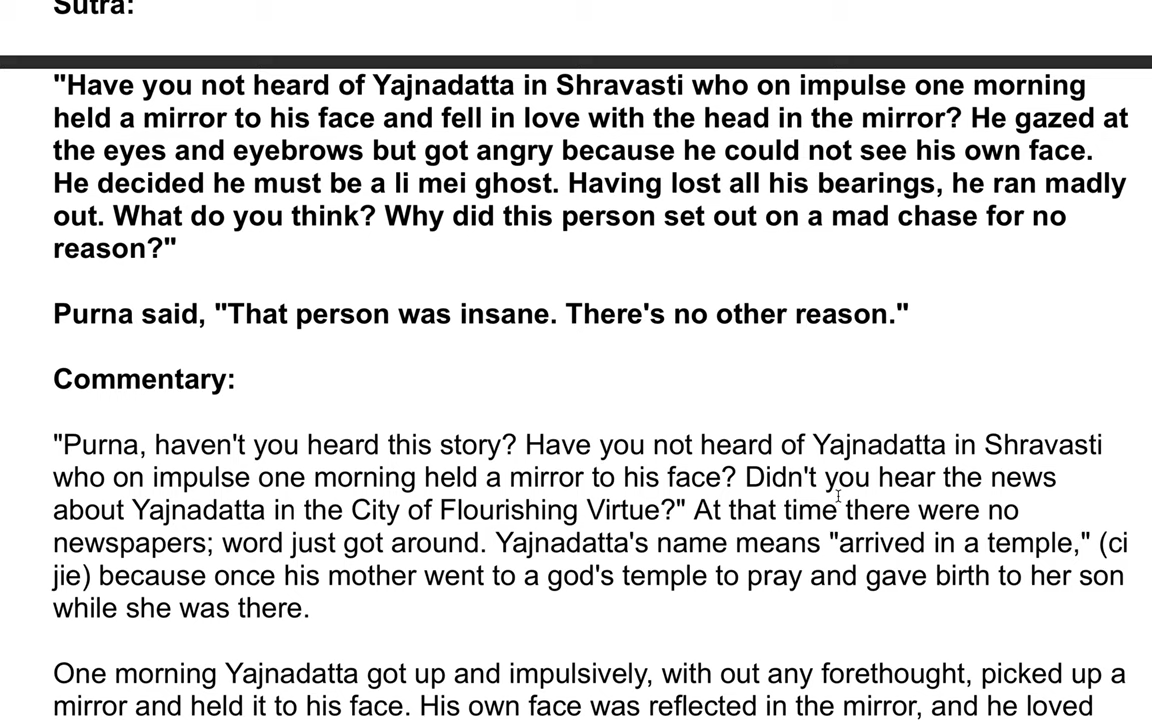 Sutra:
"Have you not heard of Yajnadatta in Shravasti who on impulse one morning
held a mirror to his face and fell in love with the head in the mirror? He gazed at
the eyes and eyebrows but got angry because he could not see his own face.
He decided he must be a li mei ghost. Having lost all his bearings, he ran madly
out. What do you think? Why did this person set out on a mad chase for no
reason?"
Purna said, "That person was insane. There's no other reason."
Commentary:
"Purna, haven't you heard this story? Have you not heard of Yajnadatta in Shravasti
who on impulse one morning held a mirror to his face? Didn't you hear the news
about Yajnadatta in the City of Flourishing Virtue?" At that time there were no
newspapers; word just got around. Yajnadatta's name means "arrived in a temple," (ci
jie) because once his mother went to a god's temple to pray and gave birth to her son
while she was there.
One morning Yajnadatta got up and impulsively, with out any forethought, picked up a
mirror and held it to his face. His own face was reflected in the mirror, and he loved